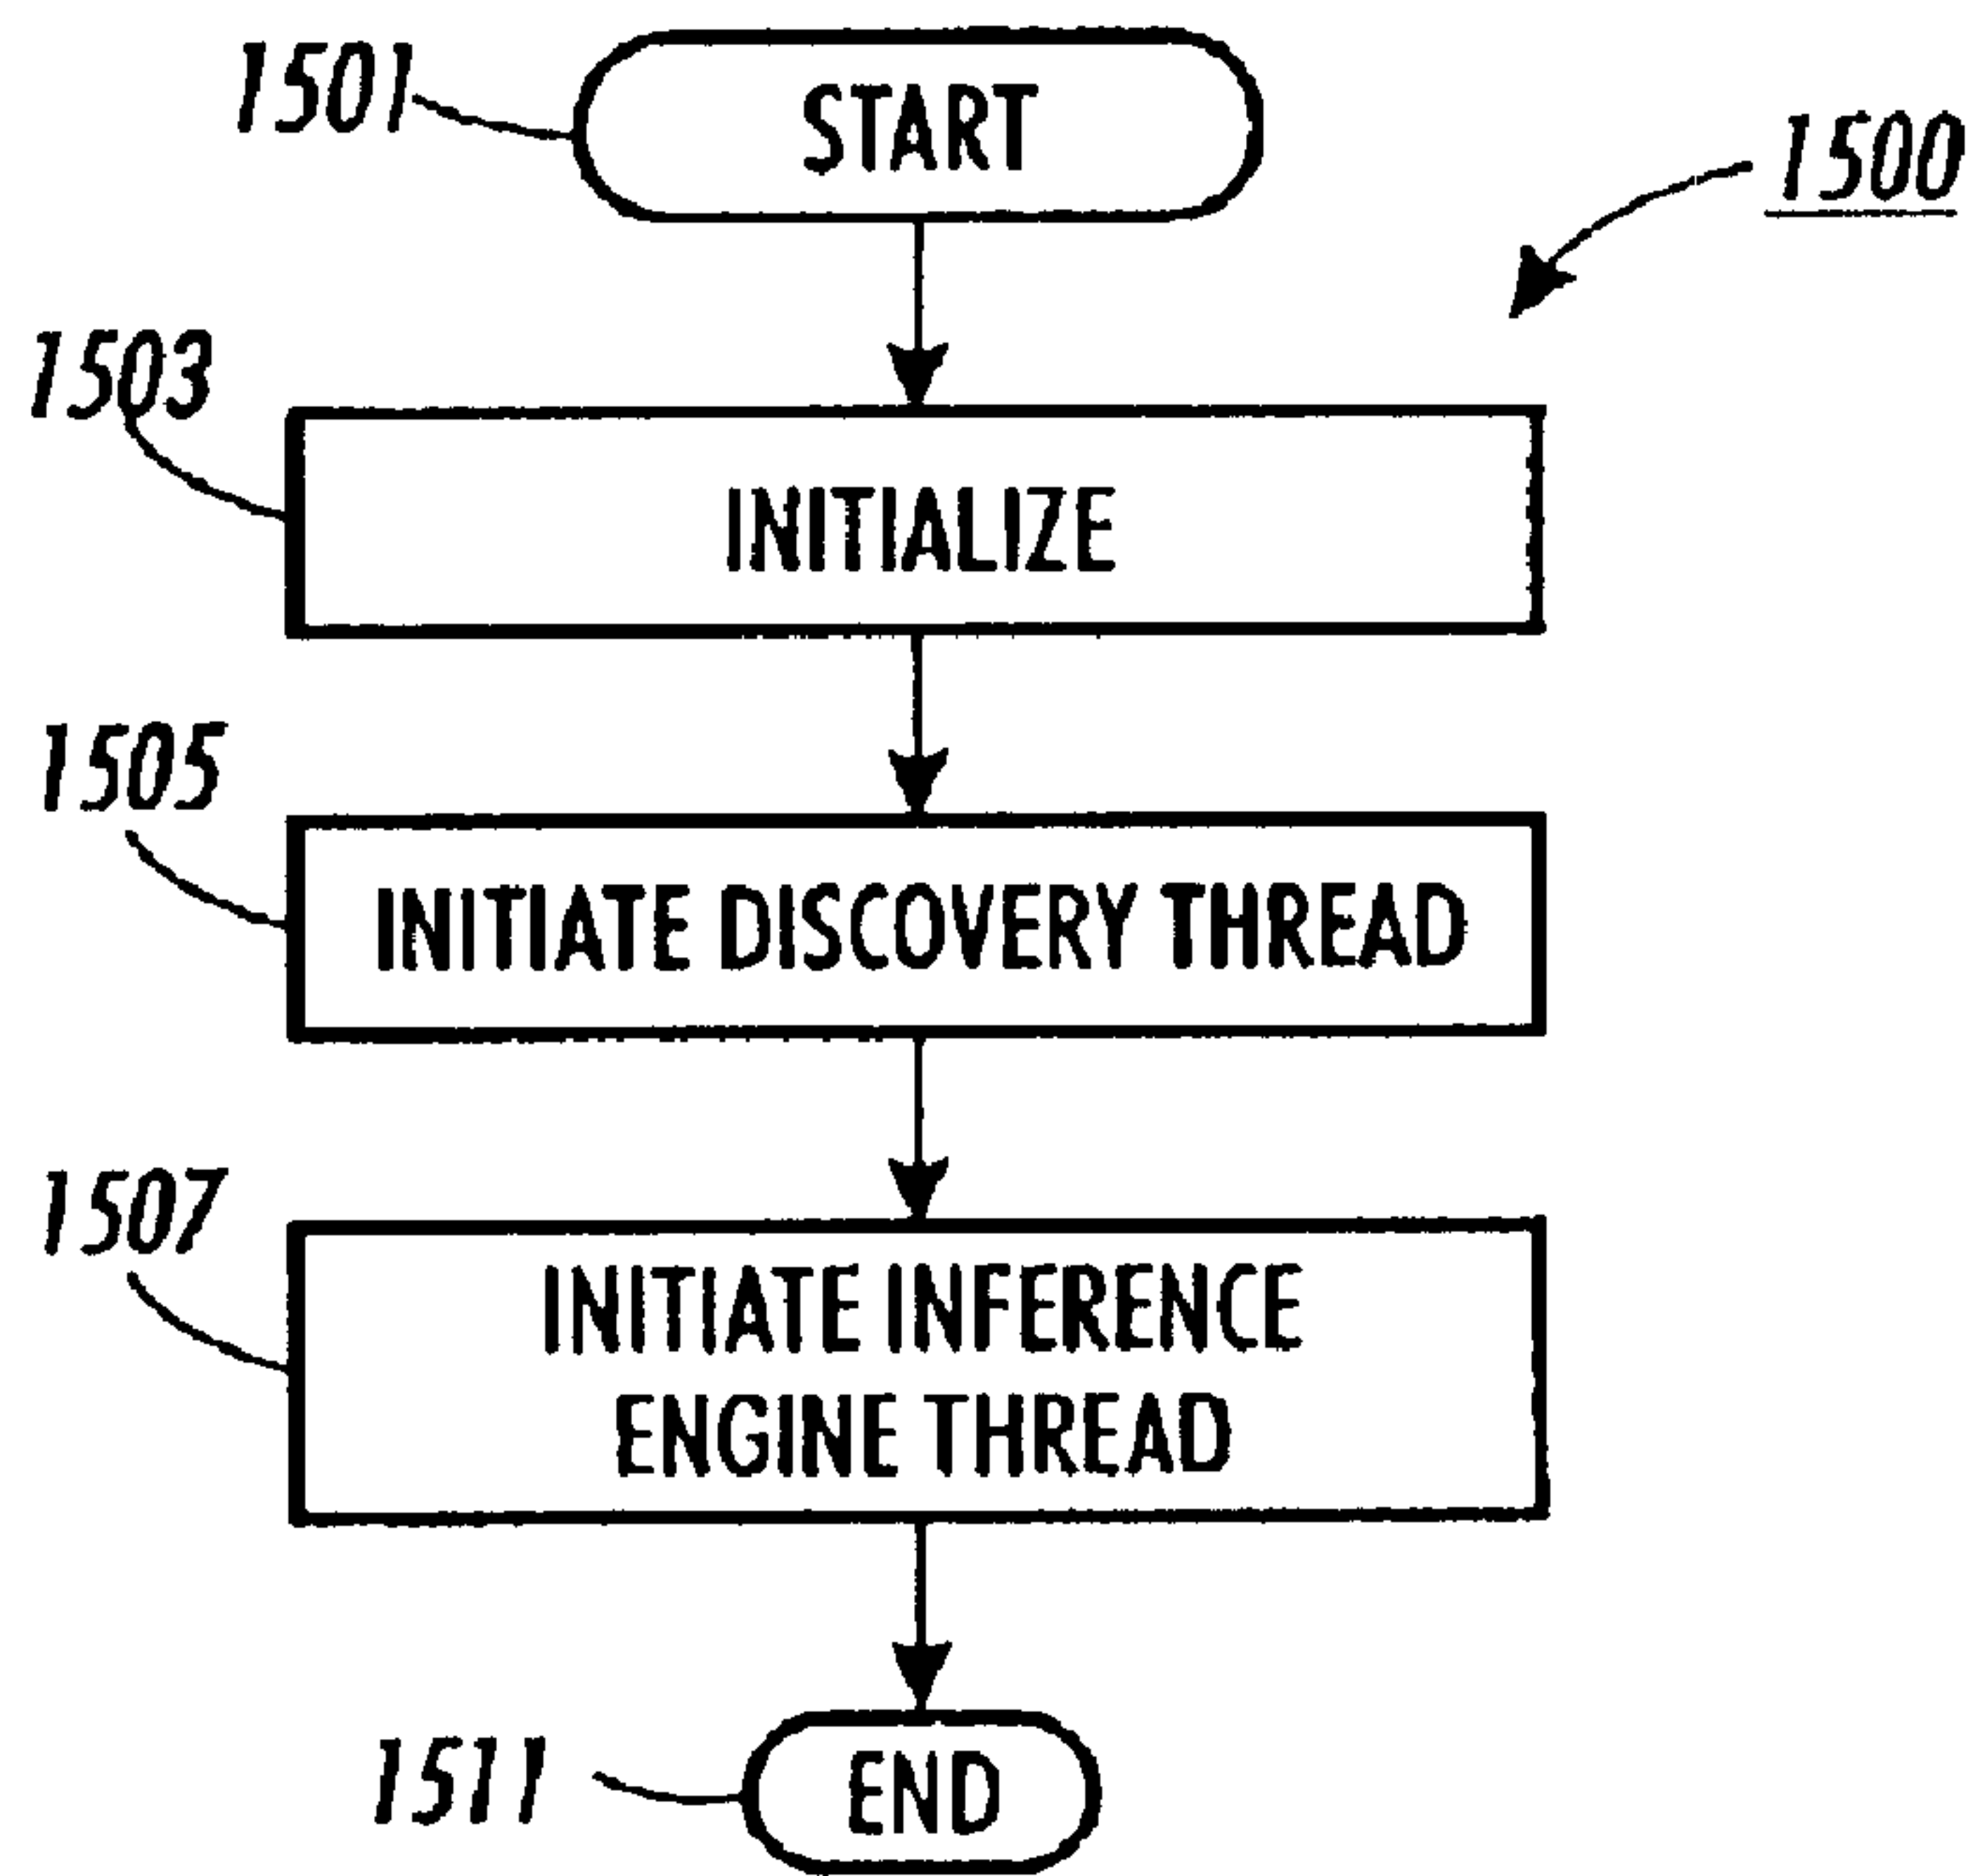 1501
START
1500
1503
INITIALIZE
1505
INITIATE DISCOVERY THREAD
1507
INITIATE INFERENCE
ENGINE THREAD
1511
END